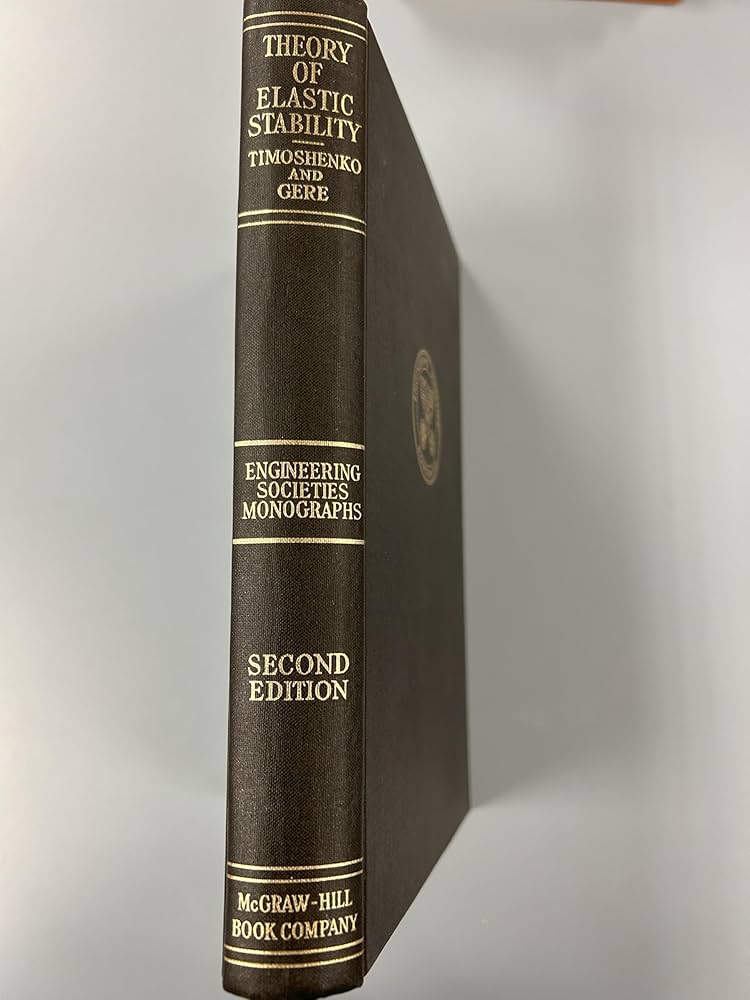 THEORY
OF
ELASTIC
STABILITY
TIMOSHENKO
AND
GERE
ENGINEERING
SOCIETIES
MONOGRAPHS
SECOND
EDITION
McGRAW-HILL
BOOK COMPANY